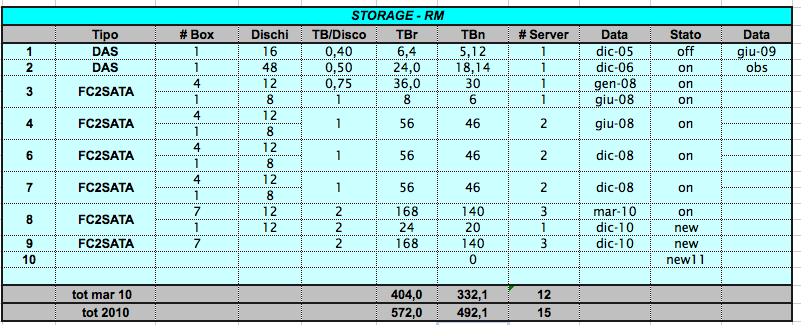 STORAGE - RM
Tipo # Box Dischi TB/Disco TBr TBn # Server Data Stato Data
1 DAS 1 16 0,40 6,4 5,12 1 dic-05 off giu-09
2 DAS 1 48 0,50 24,0 18,14 1 dic-06 on obs
3 FC2SATA 4 12 0,75 36,0 30 1 gen-08 on
1 8 1 8 6 1 giu-08 on
4 FC2SATA 4 12 1 56 46 2 giu-08 on
1 8
6 FC2SATA 4 12 1 56 46 2 dic-08 on
1 8
7 FC2SATA 4 12 1 56 46 2 dic-08 on
1 8
8 FC2SATA 7 12 2 168 140 3 mar-10 on
1 12 2 24 20 1 dic-10 new
9 FC2SATA 7 2 168 140 3 dic-10 new
10 0 new11
tot mar 10 404,0 332,1 12
tot 2010 572,0 492,1 15